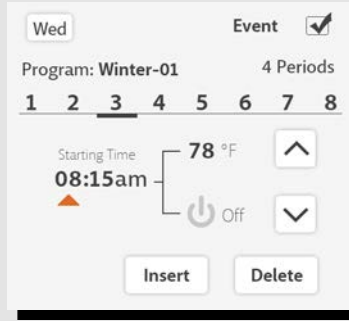 Wed Event
Program: Winter-01 4 Periods
1 2 3 4 5 6 7 8
Starting Time 78 °F
08:15am
Off
Insert Delete